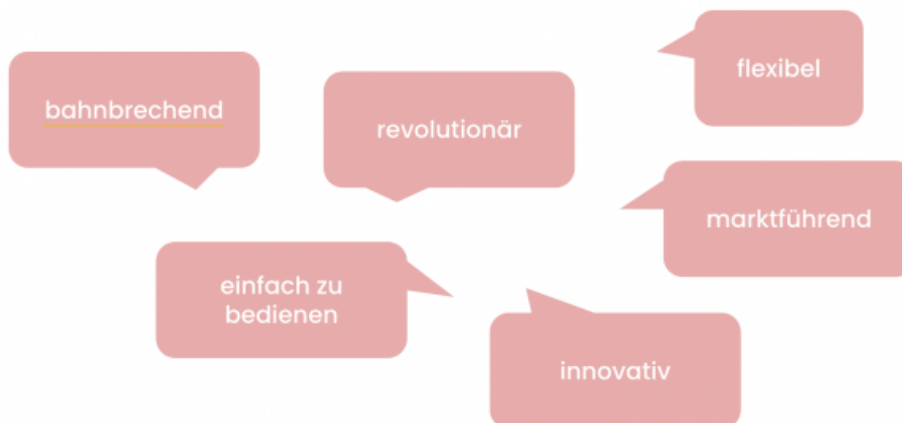 bahnbrechend
revolutionär
flexibel
marktführend
einfach zu
bedienen
innovativ